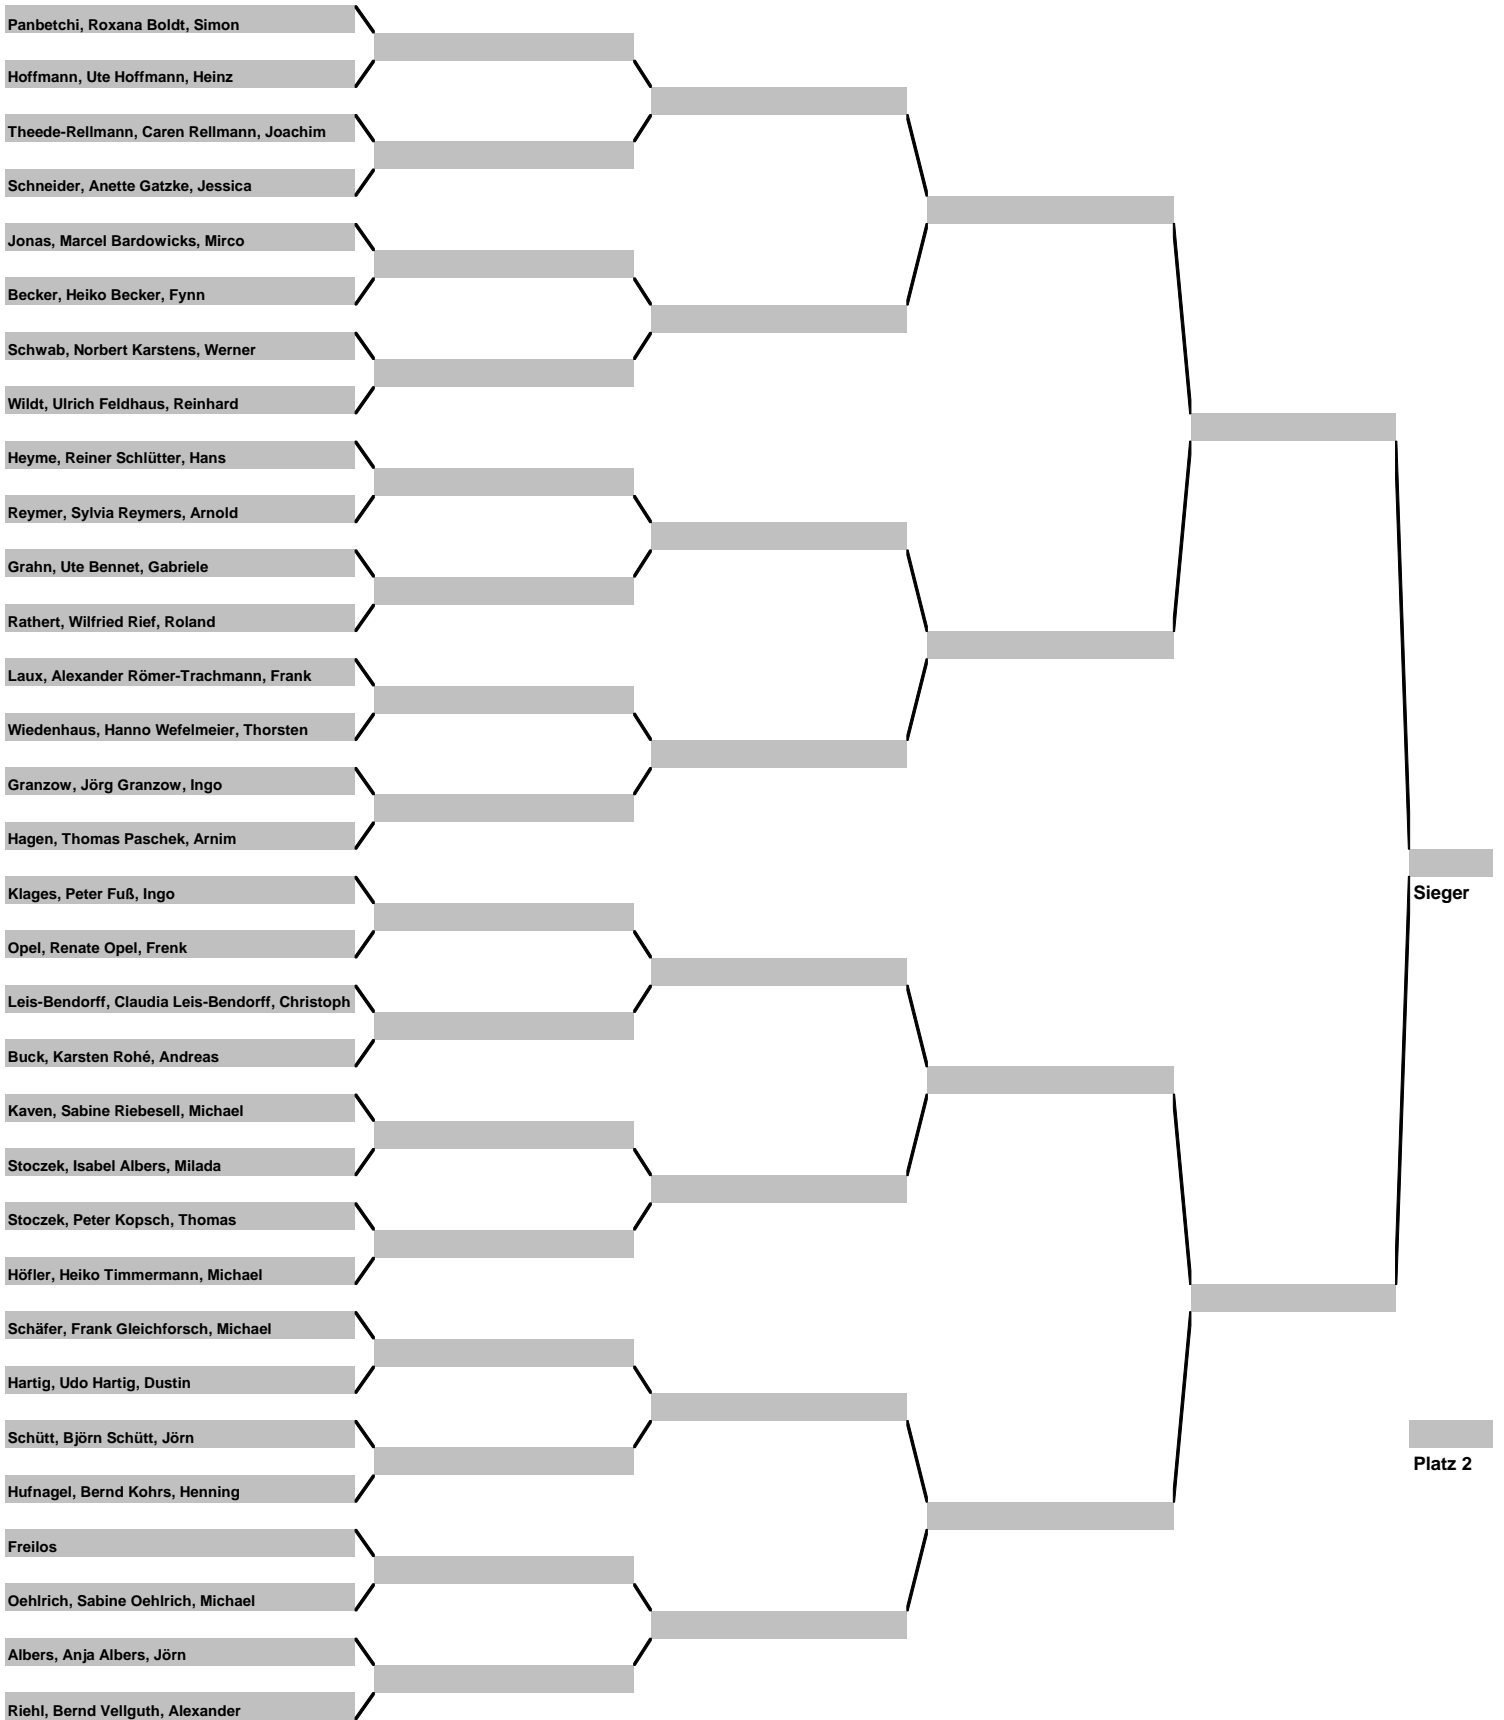 Panbetchi, Roxana Boldt, Simon
Hoffmann, Ute Hoffmann, Heinz
Theede-Rellmann, Caren Rellmann, Joachim
Schneider, Anette Gatzke, Jessica
Jonas, Marcel Bardowicks, Mirco
Becker, Heiko Becker, Fynn
Schwab, Norbert Karstens, Werner
Wildt, Ulrich Feldhaus, Reinhard
Heyme, Reiner Schlütter, Hans
Reymer, Sylvia Reymers, Arnold
Grahn, Ute Bennet, Gabriele
Rathert, Wilfried Rief, Roland
Laux, Alexander Römer-Trachmann, Frank
Wiedenhaus, Hanno Wefelmeier, Thorsten
Granzow, Jörg Granzow, Ingo
Hagen, Thomas Paschek, Arnim
Klages, Peter Fuß, Ingo
Sieger
Opel, Renate Opel, Frenk
Leis-Bendorff, Claudia Leis-Bendorff, Christoph
Buck, Karsten Rohé, Andreas
Kaven, Sabine Riebesell, Michael
Stoczek, Isabel Albers, Milada
Stoczek, Peter Kopsch, Thomas
Höfler, Heiko Timmermann, Michael
Schäfer, Frank Gleichforsch, Michael
Hartig, Udo Hartig, Dustin
Schütt, Björn Schütt, Jörn
Platz 2
Hufnagel, Bernd Kohrs, Henning
Freilos
Oehlrich, Sabine Oehlrich, Michael
Albers, Anja Albers, Jörn
Riehl, Bernd Vellguth, Alexander